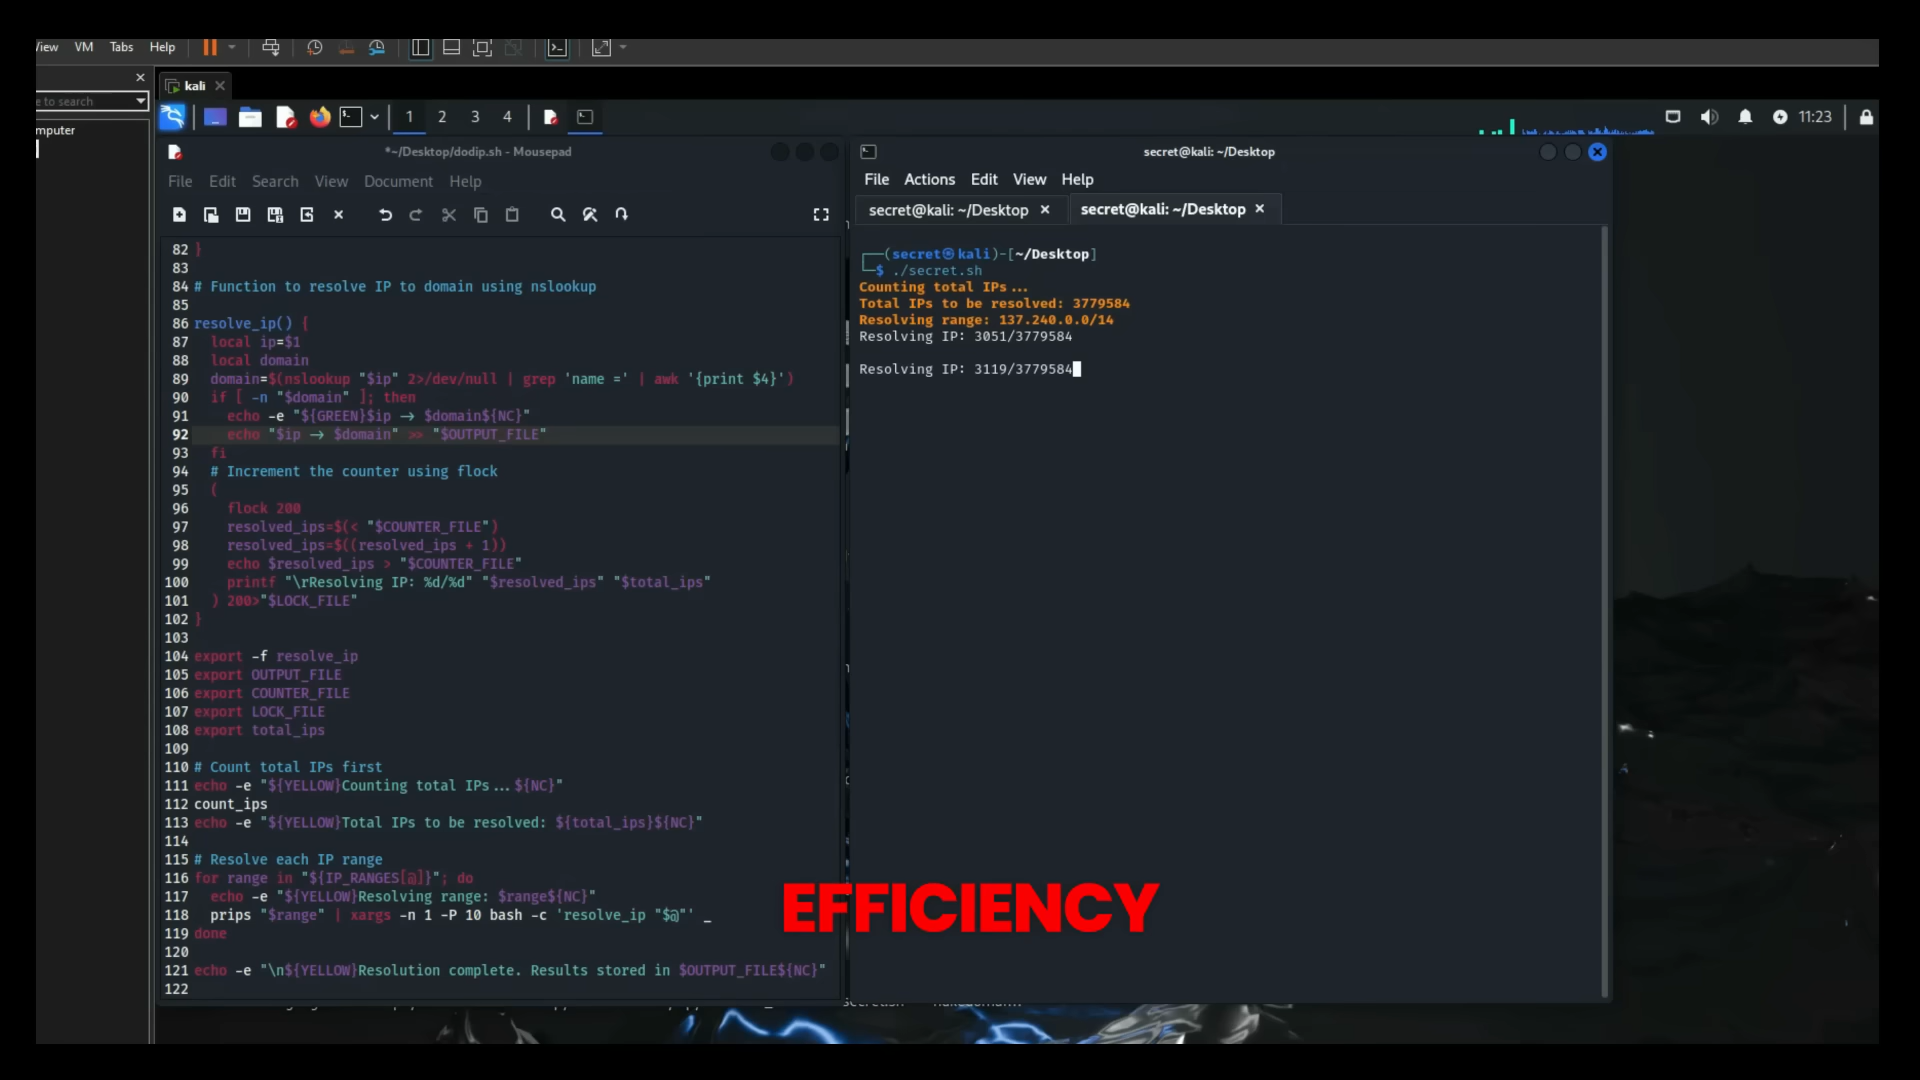 View VM Tabs Help
e to search
mputer
kali
1 2 3 4
11:23
*~/Desktop/dodip.sh - Mousepad
File Edit Search View Document Help
82 }
83
84 # Function to resolve IP to domain using nslookup
85
86 resolve_ip() {
87 local ip=$1
88 local domain
89 domain=$(nslookup "$ip" 2>/dev/null | grep 'name =' | awk '{print $4}')
90 if [ -n "$domain" ]; then
91 echo -e "${GREEN}$ip → $domain${NC}"
92 echo "$ip → $domain" >> "$OUTPUT_FILE"
93 fi
94 # Increment the counter using flock
95 (
96 flock 200
97 resolved_ips=$(< "$COUNTER_FILE")
98 resolved_ips=$((resolved_ips + 1))
99 echo $resolved_ips > "$COUNTER_FILE"
100 printf "\rResolving IP: %d/%d" "$resolved_ips" "$total_ips"
101 ) 200>"$LOCK_FILE"
102 }
103
104 export -f resolve_ip
105 export OUTPUT_FILE
106 export COUNTER_FILE
107 export LOCK_FILE
108 export total_ips
109
110 # Count total IPs first
111 echo -e "${YELLOW}Counting total IPs...${NC}"
112 count_ips
113 echo -e "${YELLOW}Total IPs to be resolved: ${total_ips}${NC}"
114
115 # Resolve each IP range
116 for range in "${IP_RANGES[@]}"; do
117 echo -e "${YELLOW}Resolving range: $range${NC}"
118 prips "$range" | xargs -n 1 -P 10 bash -c 'resolve_ip "$@"' _
119 done
120
121 echo -e "\n${YELLOW}Resolution complete. Results stored in $OUTPUT_FILE${NC}"
122
secret@kali: ~/Desktop
File Actions Edit View Help
secret@kali: ~/Desktop × secret@kali: ~/Desktop ×
(secret㉿kali)-[~/Desktop]
$ ./secret.sh
Counting total IPs...
Total IPs to be resolved: 3779584
Resolving range: 137.240.0.0/14
Resolving IP: 3051/3779584
Resolving IP: 3119/3779584
EFFICIENCY